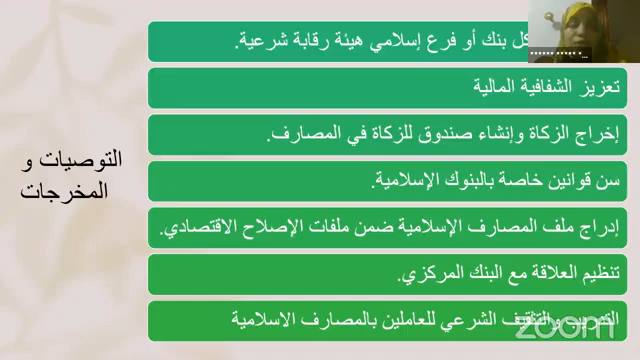 كل بنك أو فرع إسلامي هيئة رقابة شرعية.
تعزيز الشفافية المالية
إخراج الزكاة وإنشاء صندوق للزكاة في المصارف.
سن قوانين خاصة بالبنوك الإسلامية.
إدراج ملف المصارف الإسلامية ضمن ملفات الإصلاح الاقتصادي.
تنظيم العلاقة مع البنك المركزي.
التدريب والتثقيف الشرعي للعاملين بالمصارف الاسلامية
التوصيات و
المخرجات
zoom